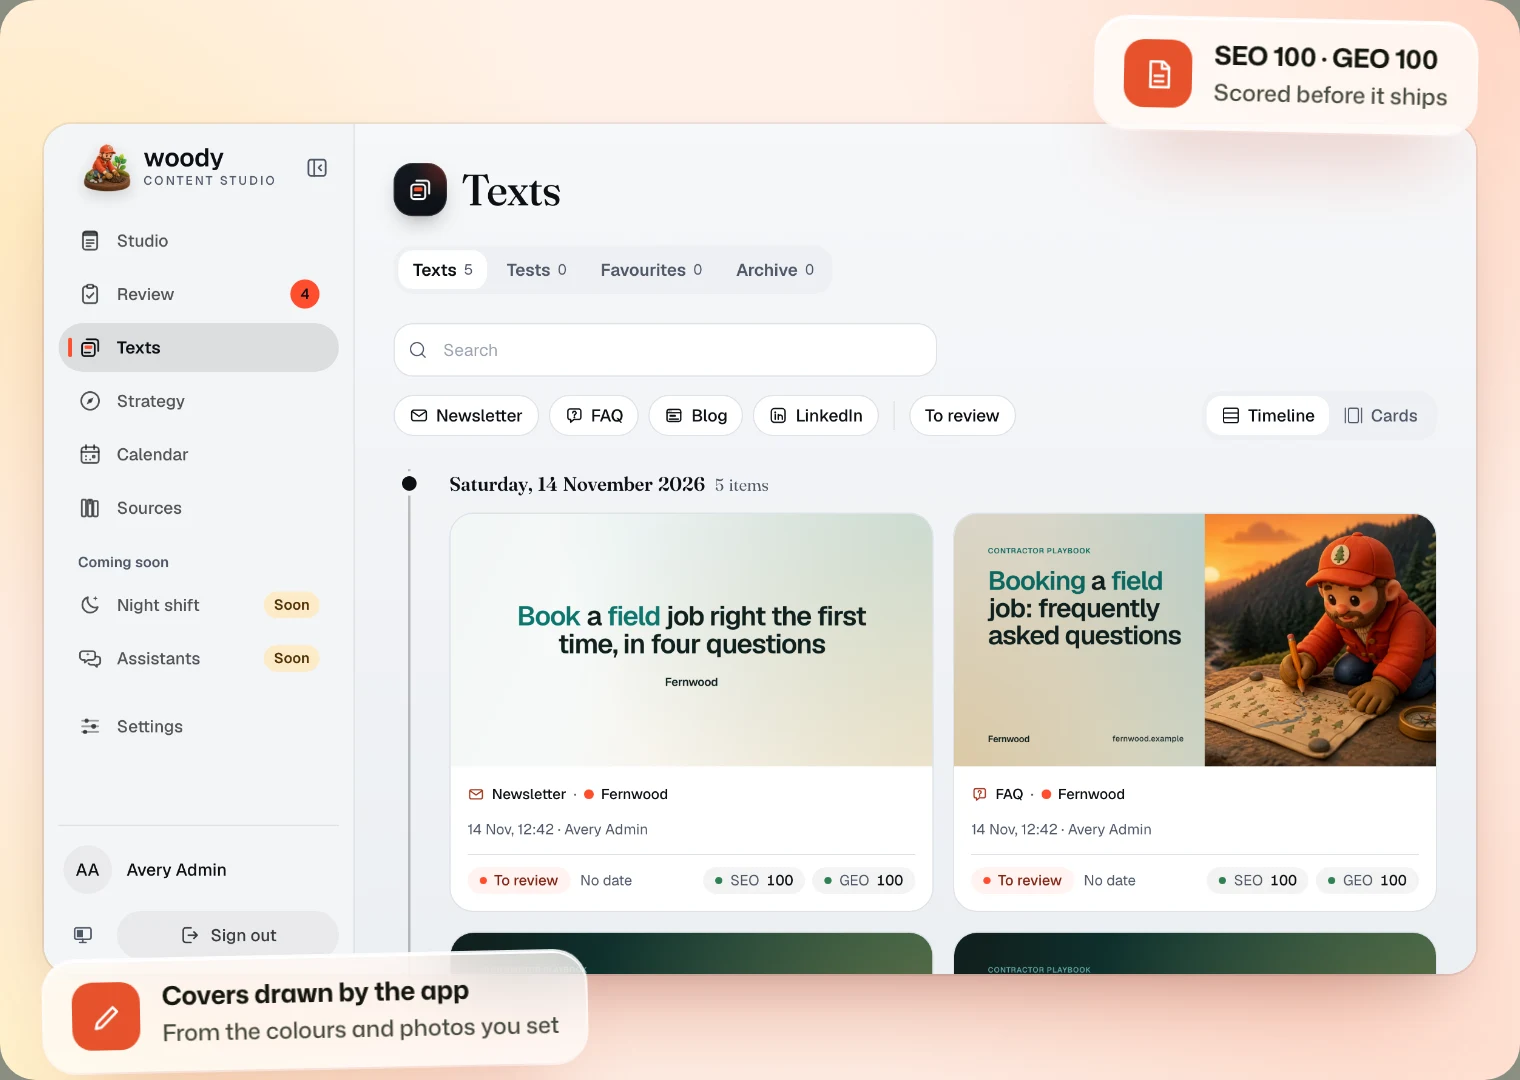 SEO 100 · GEO 100
Scored before it ships
woody
CONTENT STUDIO
Studio
Review 4
Texts
Strategy
Calendar
Sources
Coming soon
Night shift Soon
Assistants Soon
Settings
AA Avery Admin
Sign out
Texts
Texts 5 Tests 0 Favourites 0 Archive 0
Search
Newsletter FAQ Blog LinkedIn To review Timeline Cards
Saturday, 14 November 2026 5 items
Book a field job right the first
time, in four questions
Fernwood
Newsletter · Fernwood
14 Nov, 12:42 · Avery Admin
To review No date SEO 100 GEO 100
CONTRACTOR PLAYBOOK
Booking a field
job: frequently
asked questions
Fernwood fernwood.example
FAQ · Fernwood
14 Nov, 12:42 · Avery Admin
To review No date SEO 100 GEO 100
CONTRACTOR PLAYBOOK
Covers drawn by the app
From the colours and photos you set